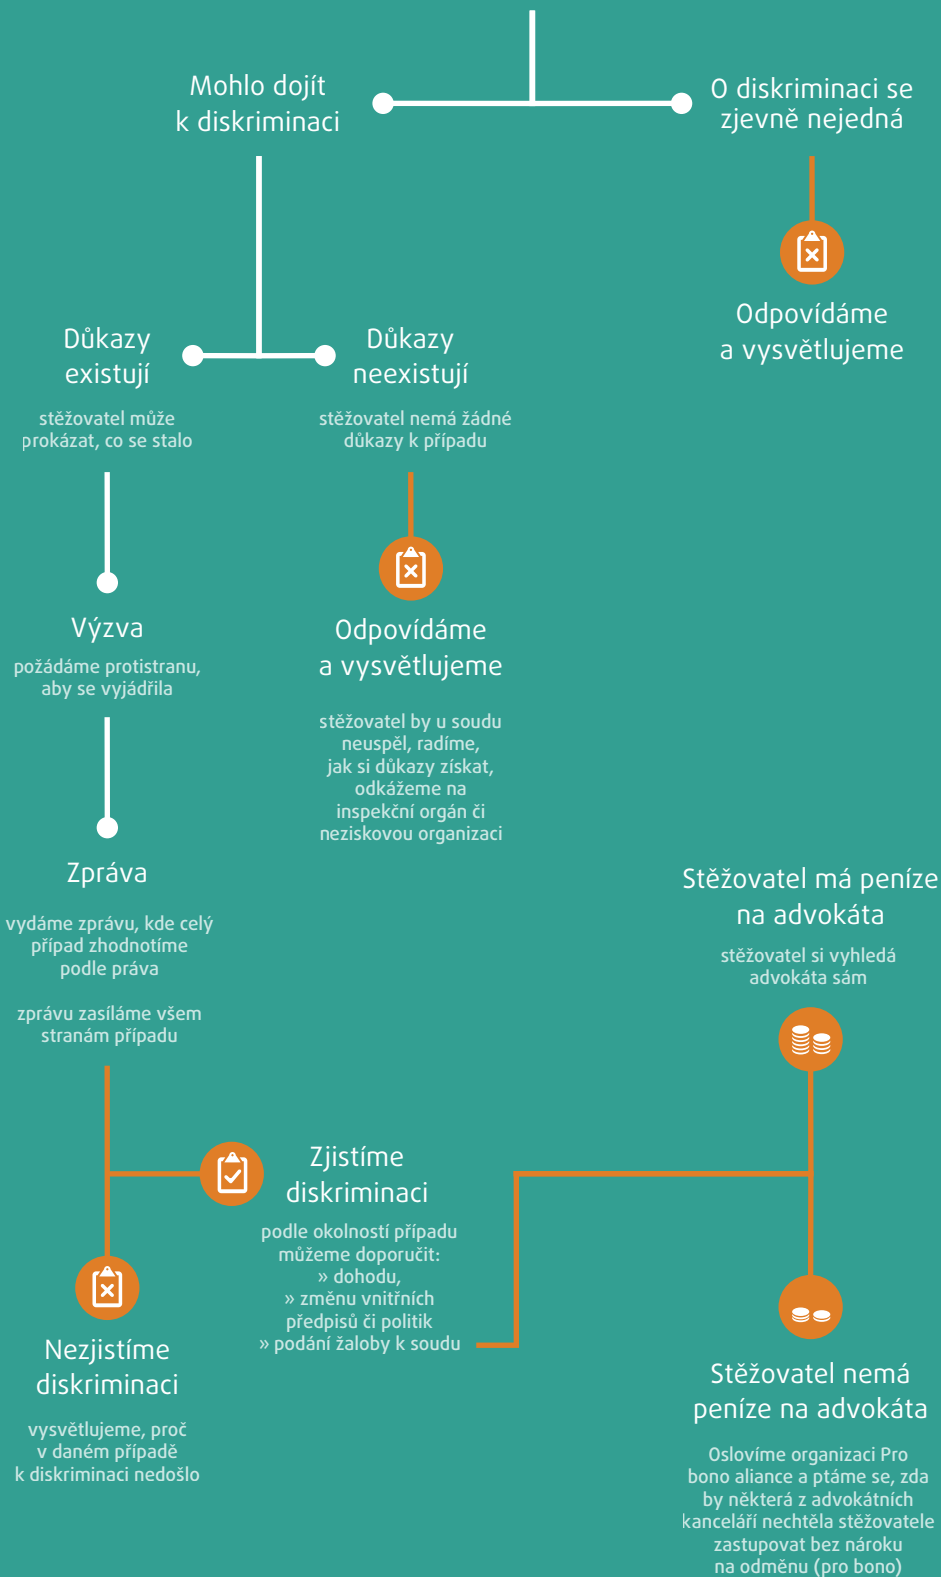 Mohlo dojít
k diskriminaci
O diskriminaci se
zjevně nejedná
Odpovídáme
a vysvětlujeme
Důkazy
existují
stěžovatel může
prokázat, co se stalo
Důkazy
neexistují
stěžovatel nemá žádné
důkazy k případu
Výzva
požádáme protistranu,
aby se vyjádřila
Odpovídáme
a vysvětlujeme
stěžovatel by u soudu
neuspěl, radíme,
jak si důkazy získat,
odkážeme na
inspekční orgán či
neziskovou organizaci
Zpráva
vydáme zprávu, kde celý
případ zhodnotíme
podle práva
zprávu zasíláme všem
stranám případu
Stěžovatel má peníze
na advokáta
stěžovatel si vyhledá
advokáta sám
Zjistíme
diskriminaci
podle okolností případu
můžeme doporučit:
» dohodu,
» změnu vnitřních
předpisů či politik
» podání žaloby k soudu
Nezjistíme
diskriminaci
vysvětlujeme, proč
v daném případě
k diskriminaci nedošlo
Stěžovatel nemá
peníze na advokáta
Oslovíme organizaci Pro
bono aliance a ptáme se, zda
by některá z advokátních
kanceláří nechtěla stěžovatele
zastupovat bez nároku
na odměnu (pro bono)